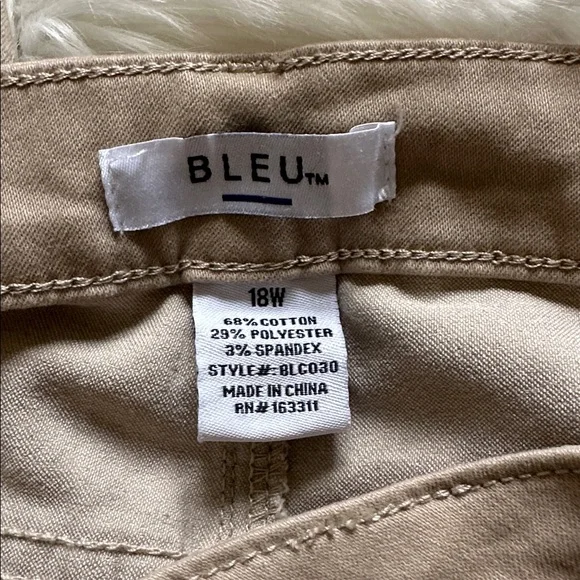 BLEU™
18W
68% COTTON
29% POLYESTER
3% SPANDEX
STYLE#: BLC030
MADE IN CHINA
RN# 163311